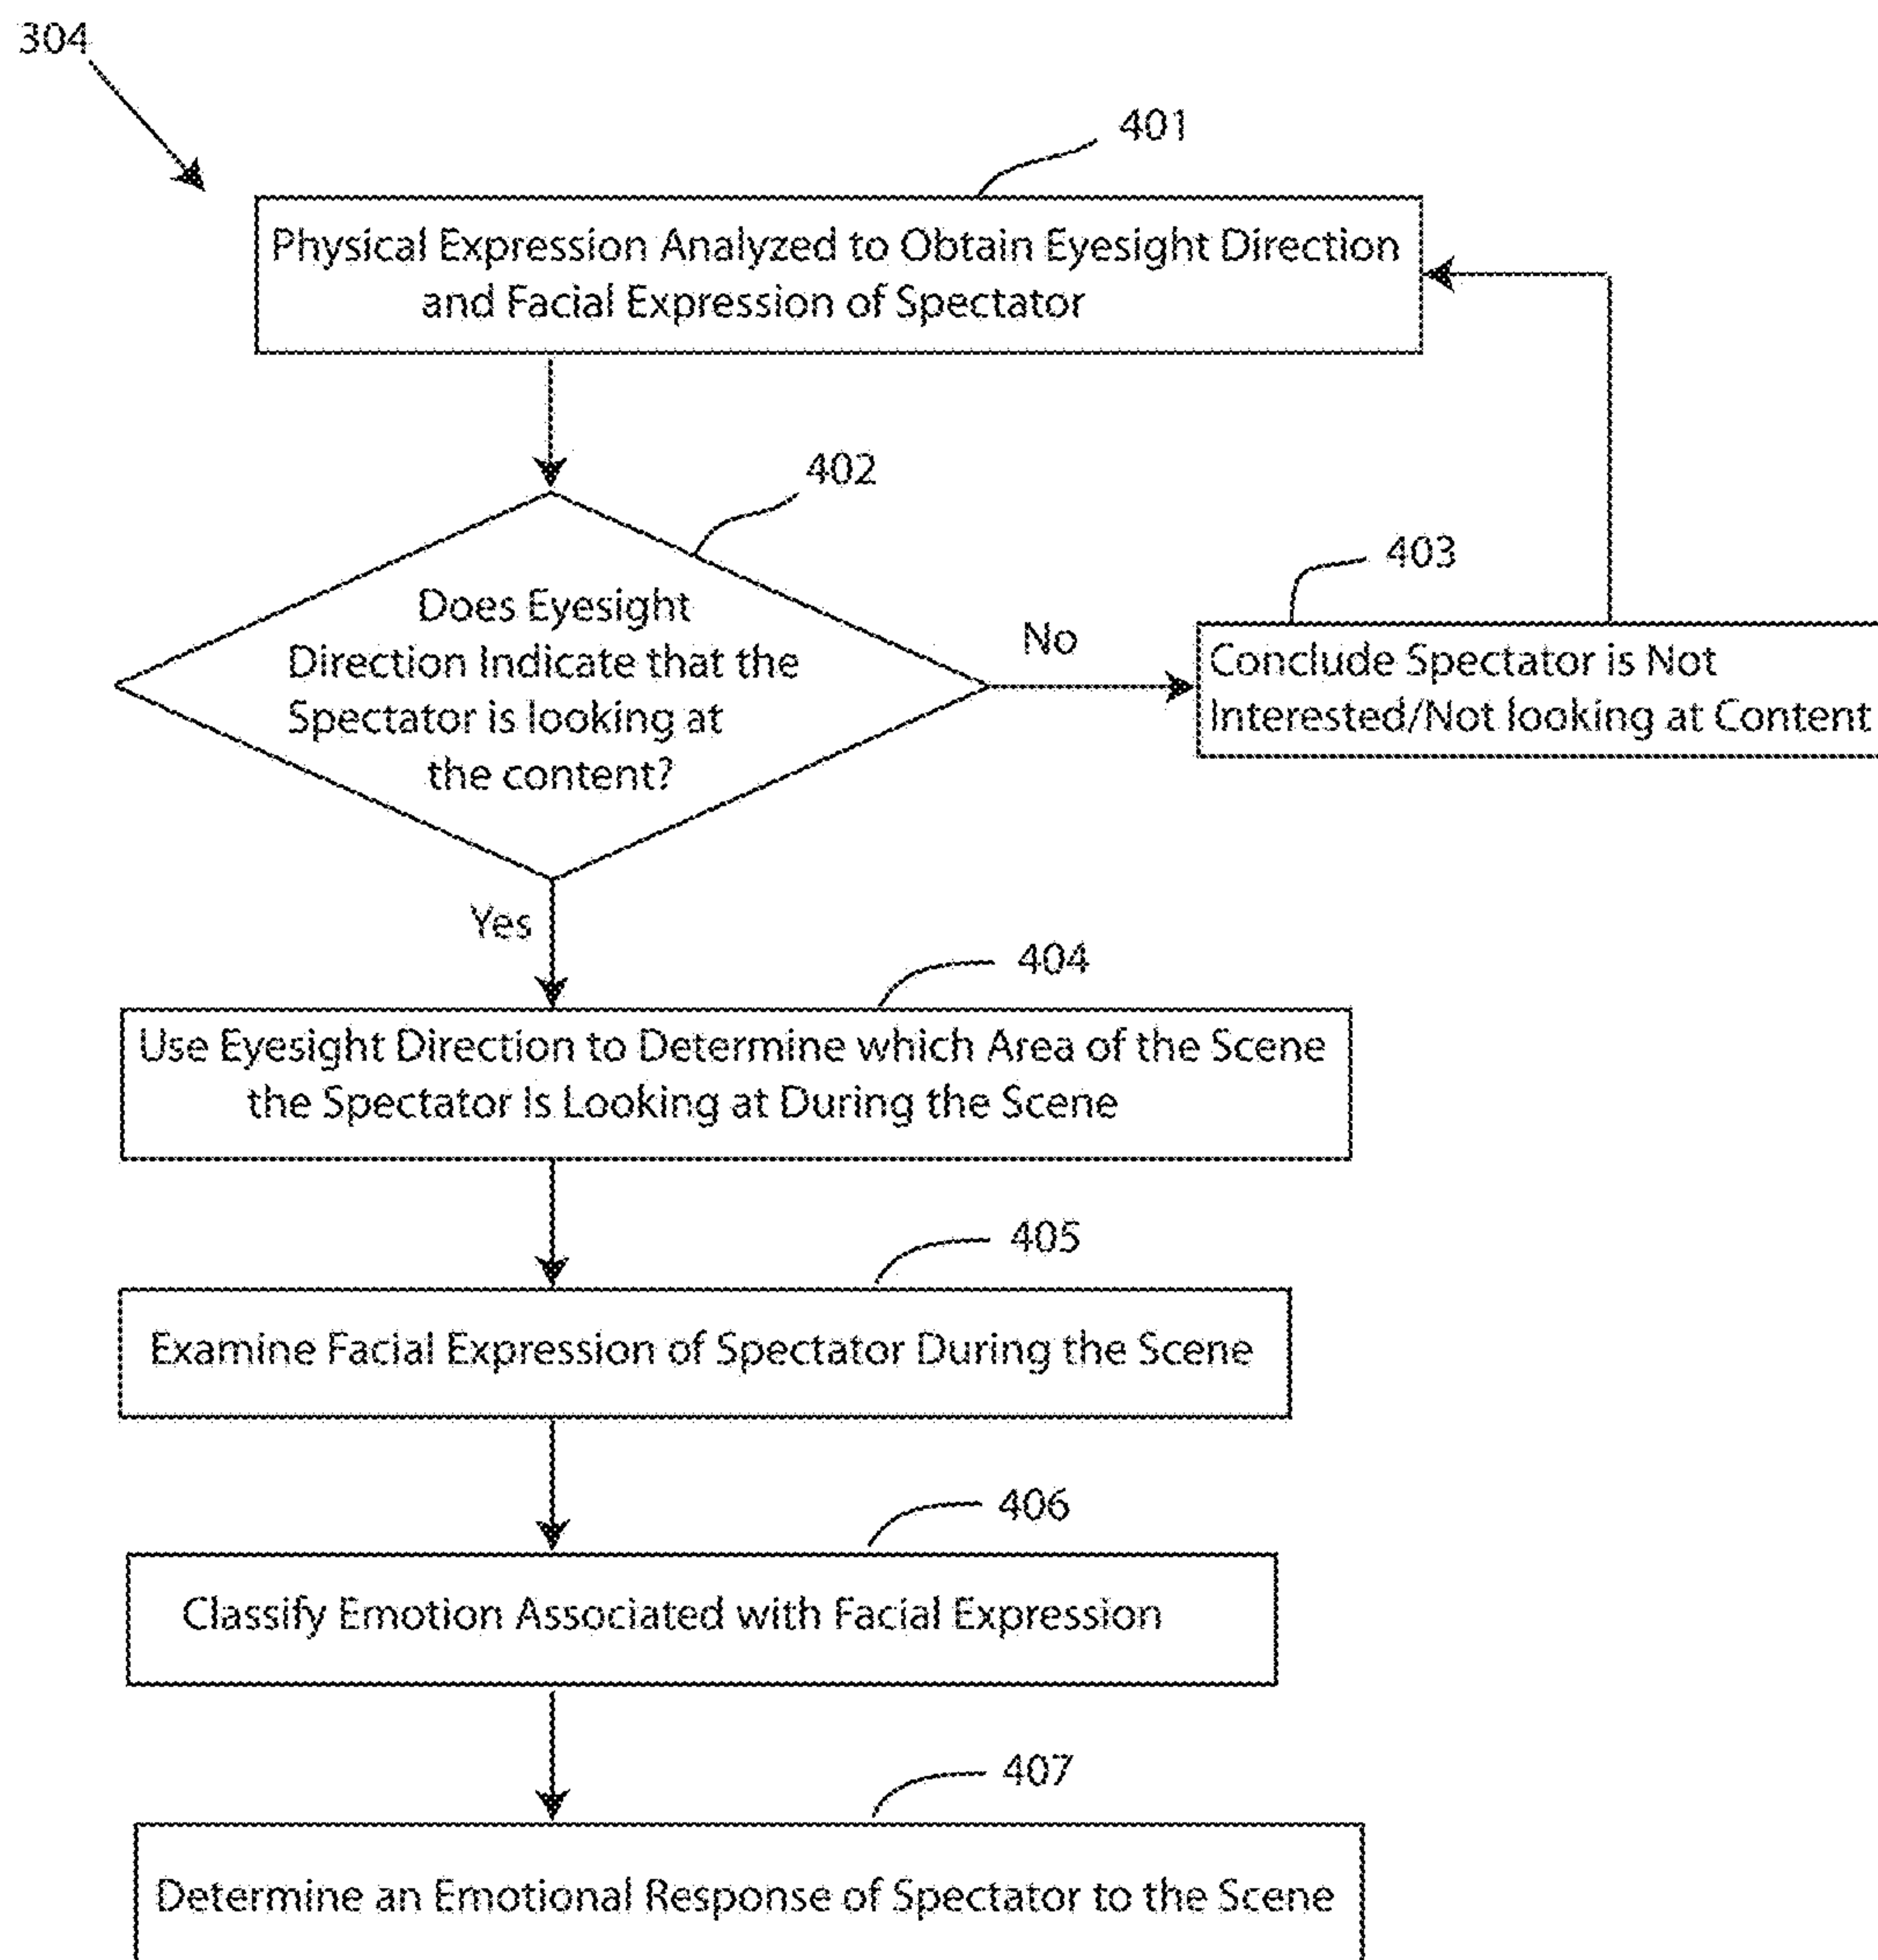 304
401
Physical Expression Analyzed to Obtain Eyesight Direction
and Facial Expression of Spectator
402
Does Eyesight
Direction Indicate that the
Spectator is looking at
the content?
No
403
Conclude Spectator is Not
Interested/Not looking at Content
Yes
404
Use Eyesight Direction to Determine which Area of the Scene
the Spectator Is Looking at During the Scene
405
Examine Facial Expression of Spectator During the Scene
406
Classify Emotion Associated with Facial Expression
407
Determine an Emotional Response of Spectator to the Scene